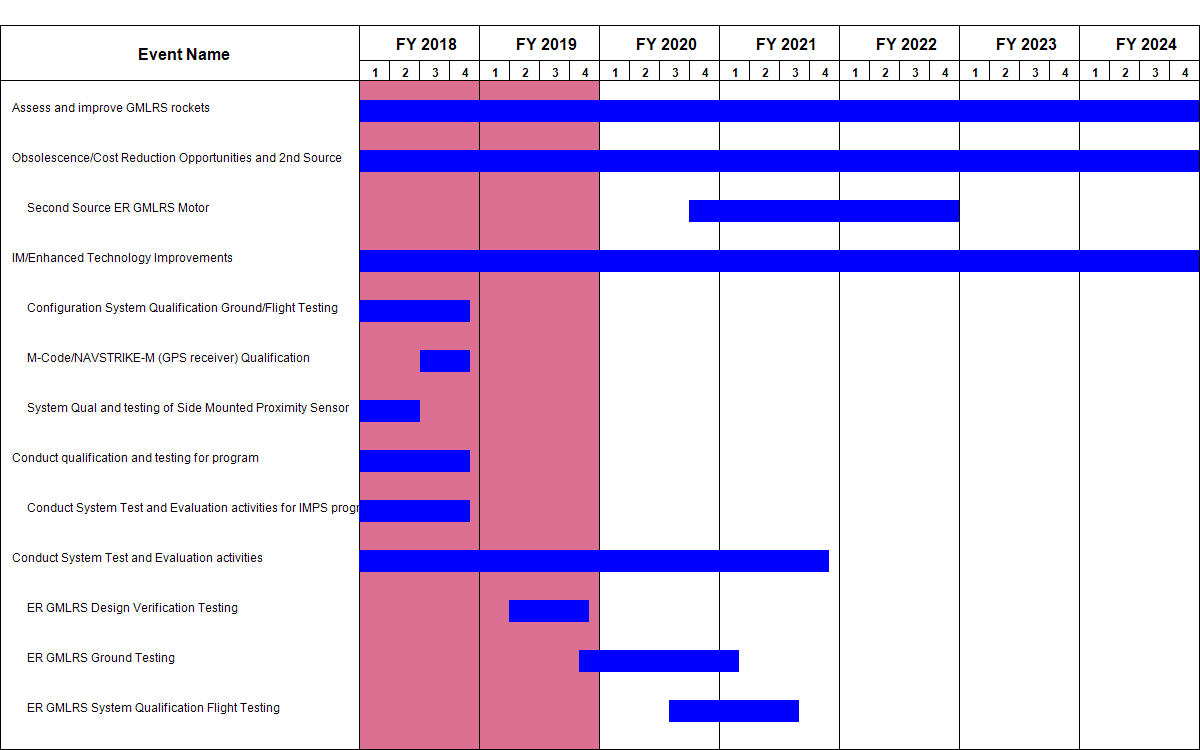 Event Name
FY 2018 FY 2019 FY 2020 FY 2021 FY 2022 FY 2023 FY 2024
1 2 3 4 1 2 3 4 1 2 3 4 1 2 3 4 1 2 3 4 1 2 3 4 1 2 3 4
Assess and improve GMLRS rockets
Obsolescence/Cost Reduction Opportunities and 2nd Source
Second Source ER GMLRS Motor
IM/Enhanced Technology Improvements
Configuration System Qualification Ground/Flight Testing
M-Code/NAVSTRIKE-M (GPS receiver) Qualification
System Qual and testing of Side Mounted Proximity Sensor
Conduct qualification and testing for program
Conduct System Test and Evaluation activities for IMPS progr
Conduct System Test and Evaluation activities
ER GMLRS Design Verification Testing
ER GMLRS Ground Testing
ER GMLRS System Qualification Flight Testing